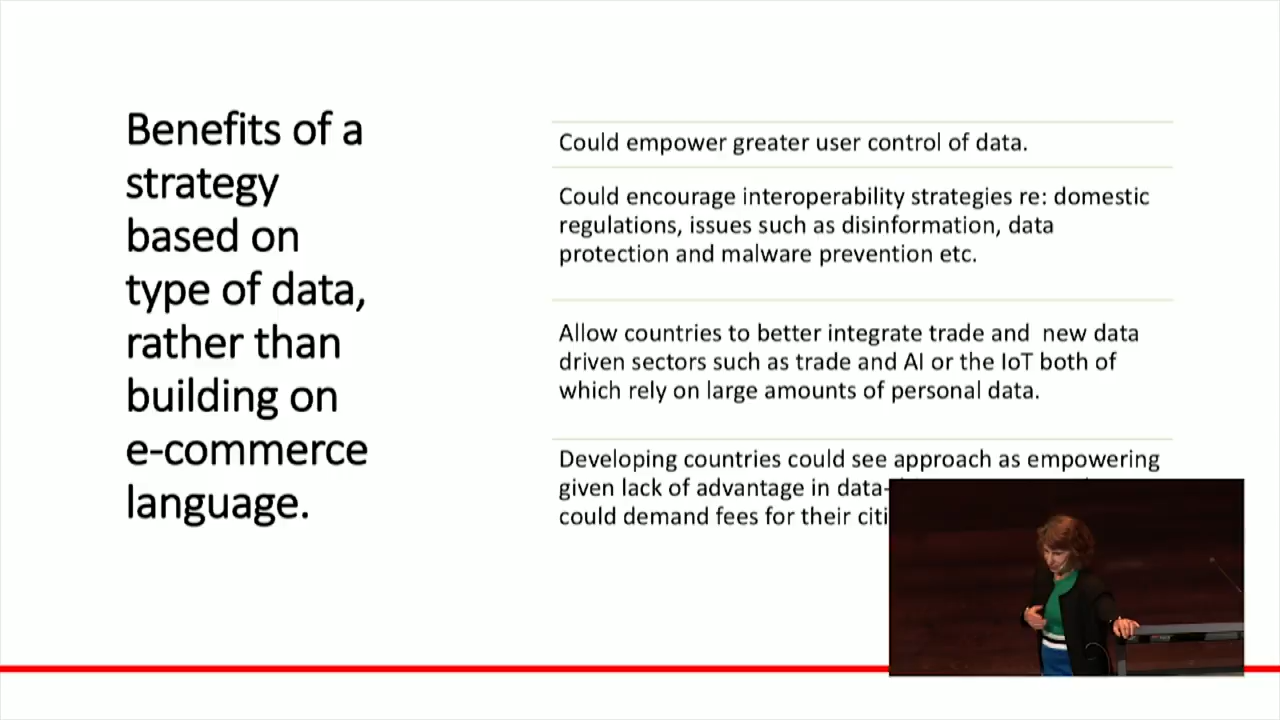 Benefits of a
strategy
based on
type of data,
rather than
building on
e-commerce
language.
Could empower greater user control of data.
Could encourage interoperability strategies re: domestic
regulations, issues such as disinformation, data
protection and malware prevention etc.
Allow countries to better integrate trade and new data
driven sectors such as trade and AI or the IoT both of
which rely on large amounts of personal data.
Developing countries could see approach as empowering
given lack of advantage in data-
could demand fees for their